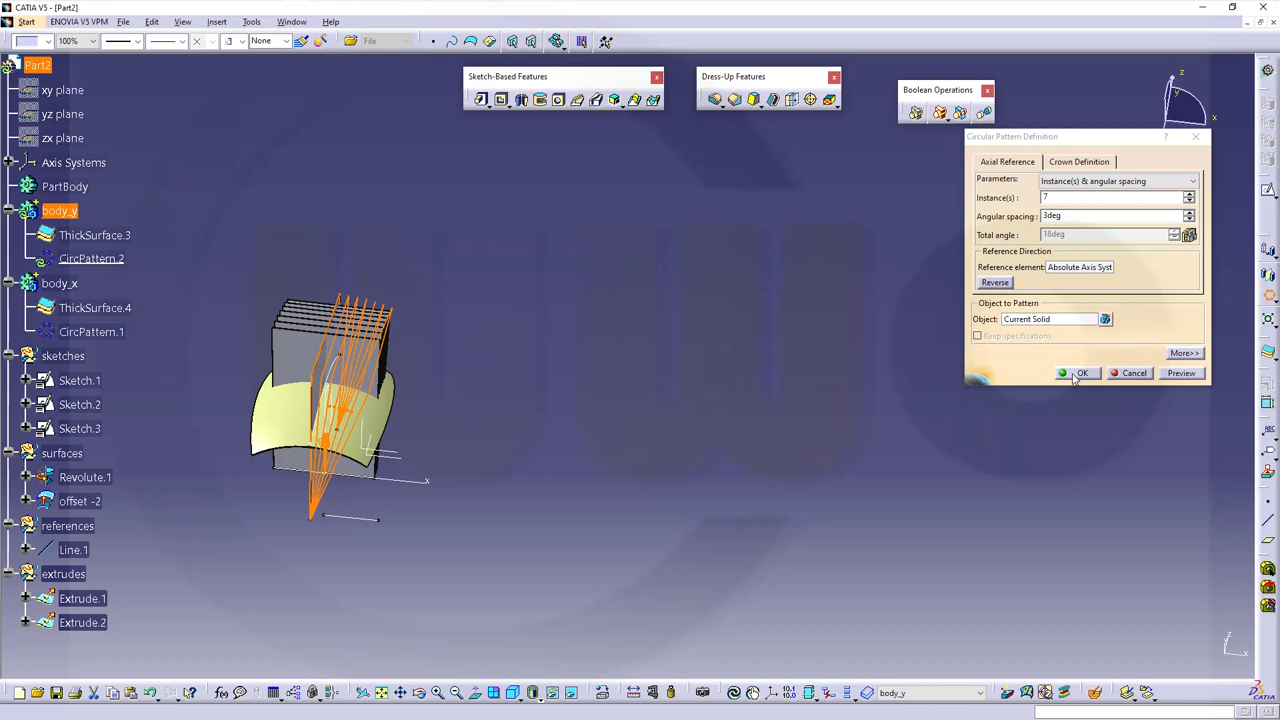 CATIA V5 - [Part2]
Start ENOVIA V5 VPM File Edit View Insert Tools Window Help
100% None File
Sketch-Based Features
Dress-Up Features
Boolean Operations
Part2
xy plane
yz plane
zx plane
Axis Systems
PartBody
body_y
ThickSurface.3
CircPattern.2
body_x
ThickSurface.4
CircPattern.1
sketches
Sketch.1
Sketch.2
Sketch.3
surfaces
Revolute.1
offset -2
references
Line.1
extrudes
Extrude.1
Extrude.2
z
y
x
Circular Pattern Definition ?
Axial Reference Crown Definition
Parameters: Instance(s) & angular spacing
Instance(s) : 7
Angular spacing : 3deg
Total angle : 18deg
Reference Direction
Reference element: Absolute Axis Syst
Reverse
Object to Pattern
Object: Current Solid
Keep specifications
More>>
OK Cancel Preview
x
body_y
CATIA